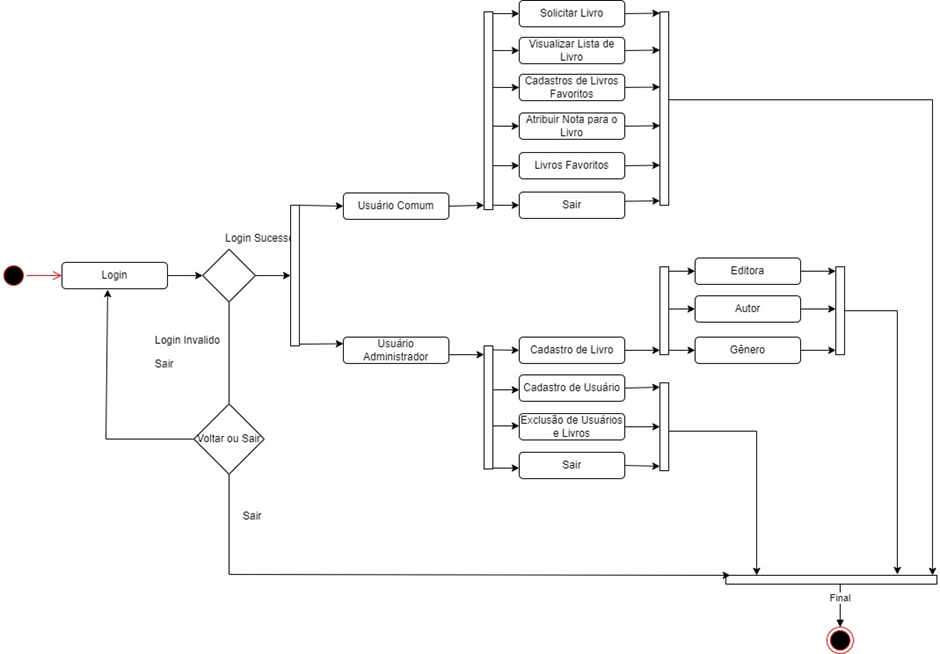 Solicitar Livro
Visualizar Lista de
Livro
Cadastros de Livros
Favoritos
Atribuir Nota para o
Livro
Livros Favoritos
Sair
Usuário Comum
Login Sucess
Login
Login Invalido
Sair
Usuário
Administrador
Editora
Autor
Gênero
Cadastro de Livro
Cadastro de Usuário
Exclusão de Usuários
e Livros
Sair
Voltar ou Sair
Sair
Final